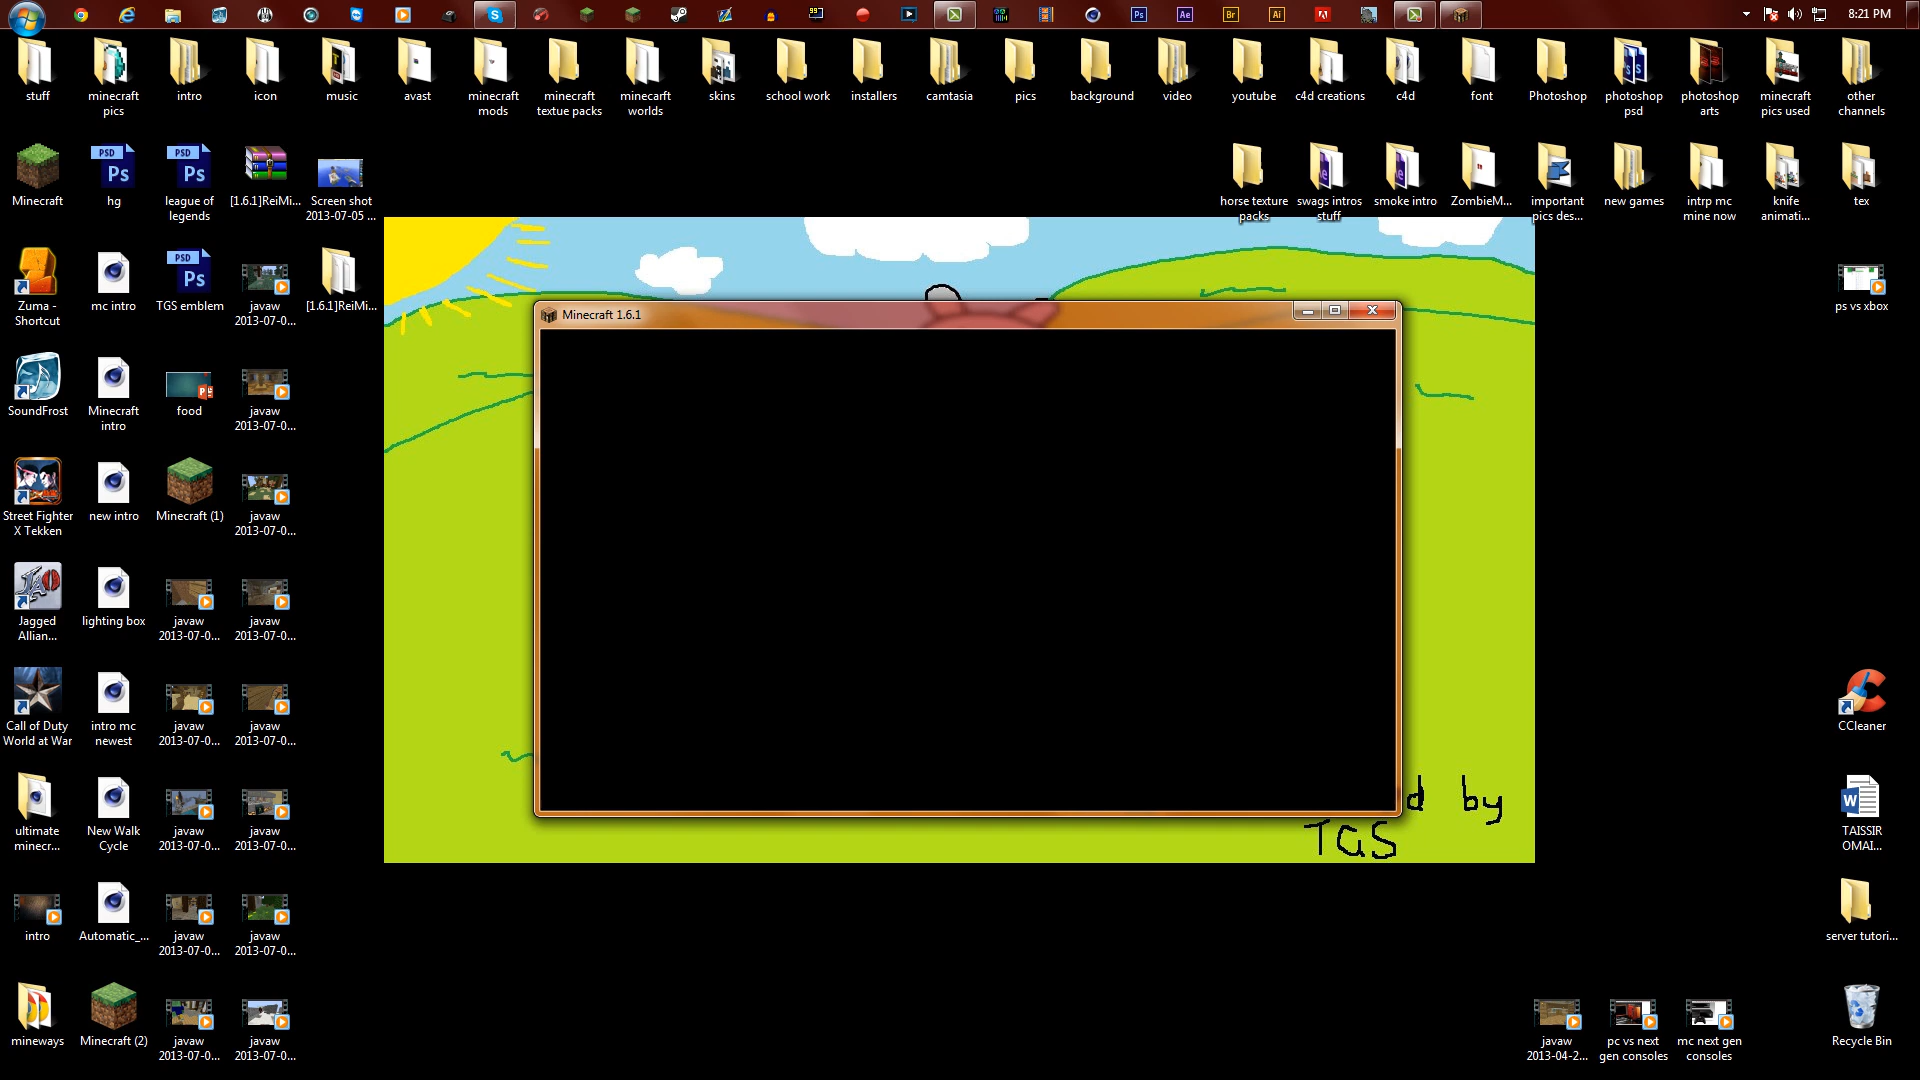 8:21 PM
stuff
minecraft pics
intro
icon
music
avast
minecraft mods
minecraft textue packs
minecarft worlds
skins
school work
installers
camtasia
pics
background
video
youtube
c4d creations
c4d
font
Photoshop
photoshop psd
photoshop arts
minecraft pics used
other channels
Minecraft
hg
league of legends
[1.6.1]ReiMi...
Screen shot 2013-07-05 ...
horse texture packs
swags intros stuff
smoke intro
ZombieM...
important pics des...
new games
intrp mc mine now
knife animati...
tex
Zuma - Shortcut
mc intro
TGS emblem
javaw 2013-07-0...
[1.6.1]ReiMi...
ps vs xbox
Minecraft 1.6.1
SoundFrost
Minecraft intro
food
javaw 2013-07-0...
Street Fighter X Tekken
new intro
Minecraft (1)
javaw 2013-07-0...
Jagged Allian...
lighting box
javaw 2013-07-0...
javaw 2013-07-0...
Call of Duty World at War
intro mc newest
javaw 2013-07-0...
javaw 2013-07-0...
CCleaner
ultimate minecr...
New Walk Cycle
javaw 2013-07-0...
javaw 2013-07-0...
d by
TGS
TAISSIR OMAI...
intro
Automatic_...
javaw 2013-07-0...
javaw 2013-07-0...
server tutori...
mineways
Minecraft (2)
javaw 2013-07-0...
javaw 2013-07-0...
javaw 2013-04-2...
pc vs next gen consoles
mc next gen consoles
Recycle Bin